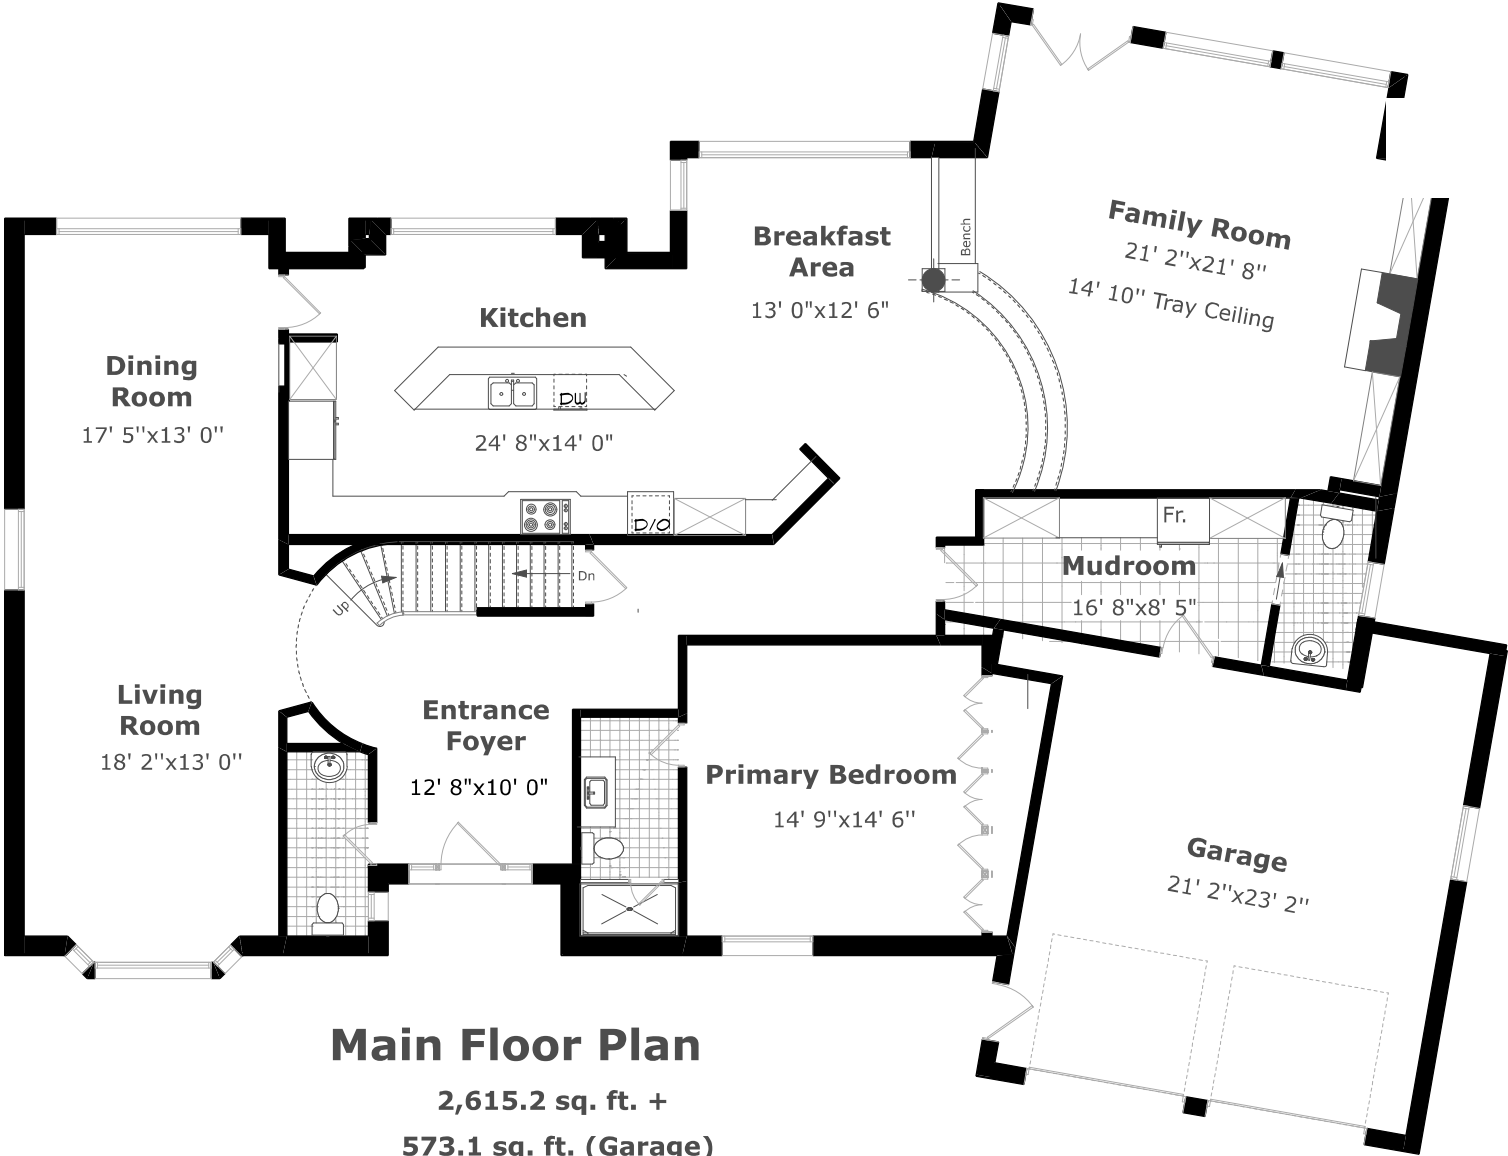 Family Room
21' 2''x21' 8''
14' 10'' Tray Ceiling
Bench
Breakfast
Area
13' 0"x12' 6"
Kitchen
24' 8"x14' 0"
DW
D/O
Dining
Room
17' 5''x13' 0''
Fr.
Mudroom
16' 8"x8' 5"
Up
Dn
Living
Room
18' 2''x13' 0''
Entrance
Foyer
12' 8"x10' 0"
Primary Bedroom
14' 9''x14' 6''
Garage
21' 2''x23' 2''
Main Floor Plan
2,615.2 sq. ft. +
573.1 sq. ft. (Garage)